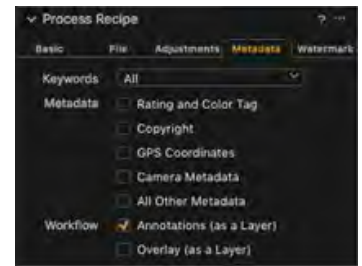 Process Recipe ? ...
Basic File Adjustments Metadata Watermark
Keywords All
Metadata Rating and Color Tag
Copyright
GPS Coordinates
Camera Metadata
All Other Metadata
Workflow Annotations (as a Layer)
Overlay (as a Layer)